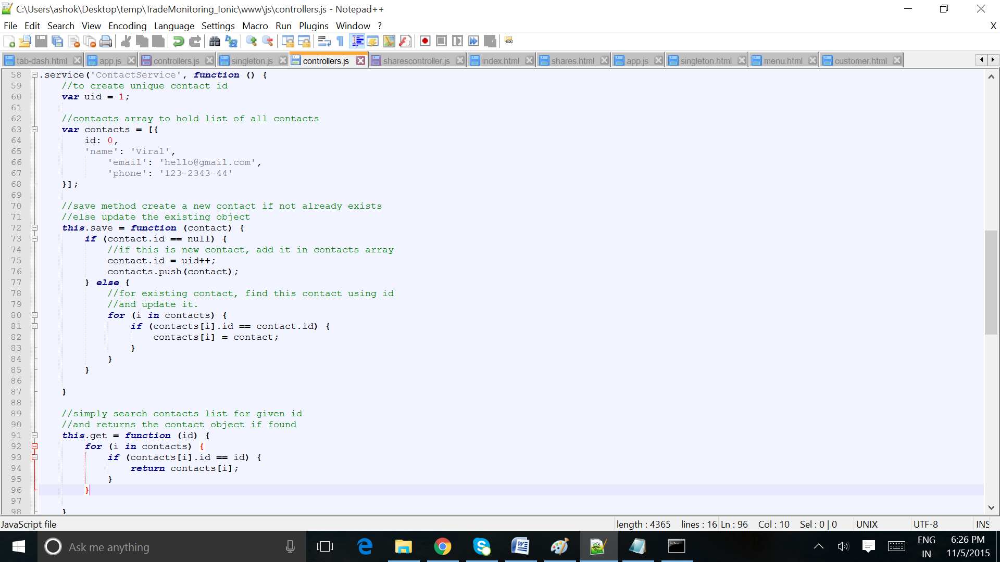 C:\Users\ashok\Desktop\temp\TradeMonitoring_Ionic\www\js\controllers.js - Notepad++
File Edit Search View Encoding Language Settings Macro Run Plugins Window ? X
tab-dash.html app.js controllers.js singleton.js controllers.js sharescontroller.js index.html shares.html app.js singleton.html menu.html customer.html
58 .service('ContactService', function () {
59 //to create unique contact id
60 var uid = 1;
61
62 //contacts array to hold list of all contacts
63 var contacts = [{
64 id: 0,
65 'name': 'Viral',
66 'email': 'hello@gmail.com',
67 'phone': '123-2343-44'
68 }];
69
70 //save method create a new contact if not already exists
71 //else update the existing object
72 this.save = function (contact) {
73 if (contact.id == null) {
74 //if this is new contact, add it in contacts array
75 contact.id = uid++;
76 contacts.push(contact);
77 } else {
78 //for existing contact, find this contact using id
79 //and update it.
80 for (i in contacts) {
81 if (contacts[i].id == contact.id) {
82 contacts[i] = contact;
83 }
84 }
85 }
86
87 }
88
89 //simply search contacts list for given id
90 //and returns the contact object if found
91 this.get = function (id) {
92 for (i in contacts) {
93 if (contacts[i].id == id) {
94 return contacts[i];
95 }
96 }
97
98 }
JavaScript file length : 4365 lines : 16 Ln : 96 Col : 10 Sel : 0 | 0 UNIX UTF-8 INS
Ask me anything
ENG
IN
6:26 PM
11/5/2015